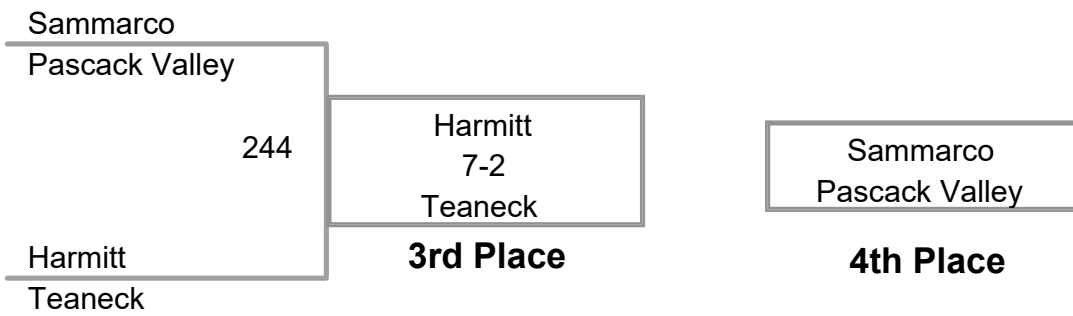 Sammarco
Pascack Valley
244
Harmitt
Teaneck
Harmitt
7-2
Teaneck
3rd Place
Sammarco
Pascack Valley
4th Place